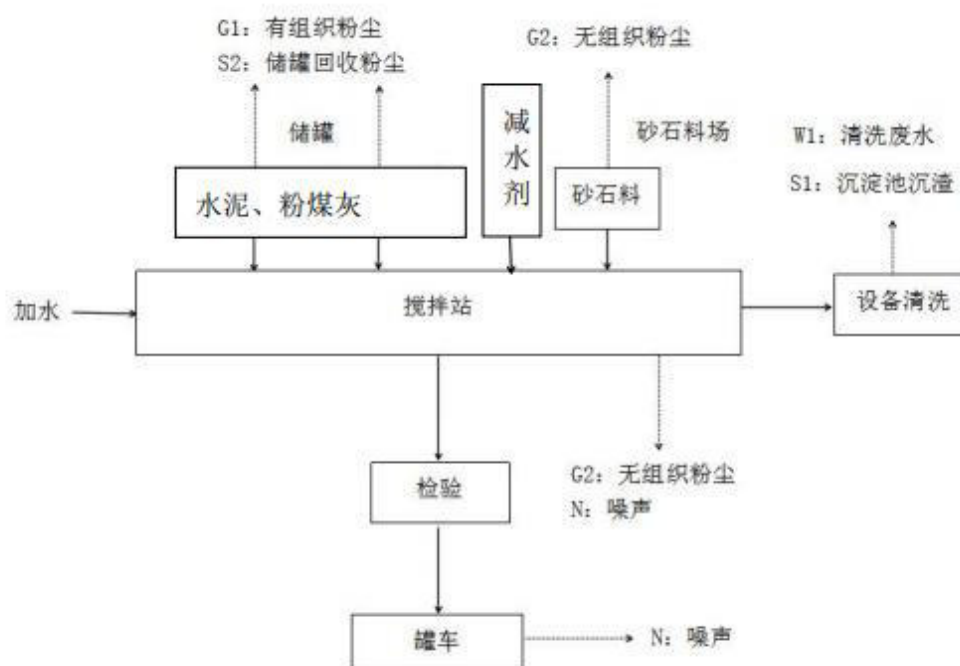 G1：有组织粉尘
S2：储罐回收粉尘
G2：无组织粉尘
储罐
减水剂
砂石料场
W1：清洗废水
S1：沉淀池沉渣
水泥、粉煤灰
砂石料
加水
搅拌站
设备清洗
检验
G2：无组织粉尘
N：噪声
罐车
N：噪声